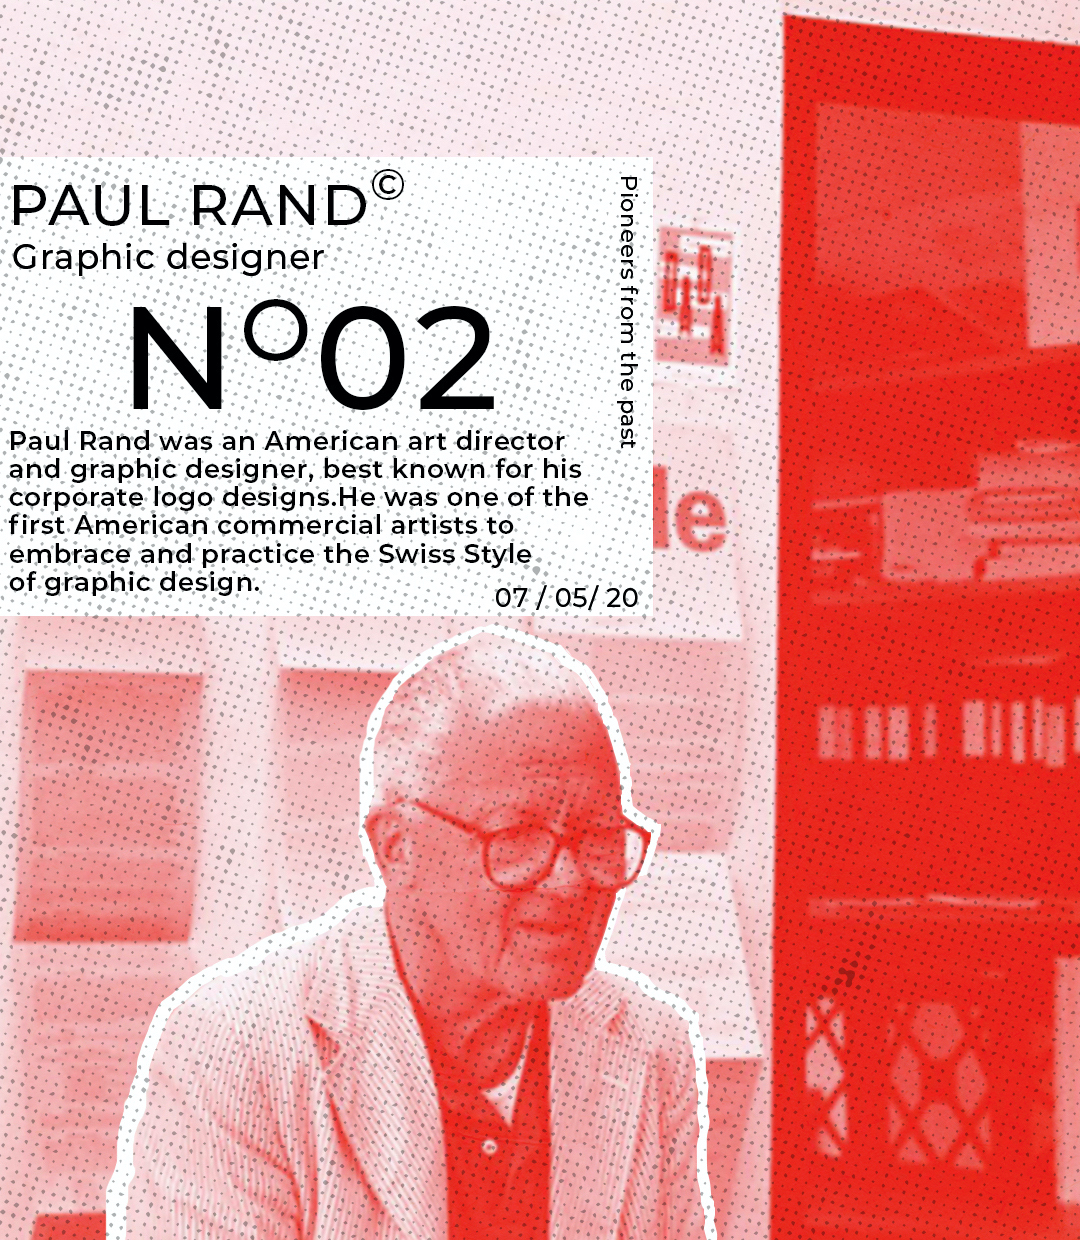 PAUL RAND©
Graphic designer
N°02
Paul Rand was an American art director
and graphic designer, best known for his
corporate logo designs.He was one of the
first American commercial artists to
embrace and practice the Swiss Style
of graphic design.
07 / 05/ 20
Pioneers from the past
le